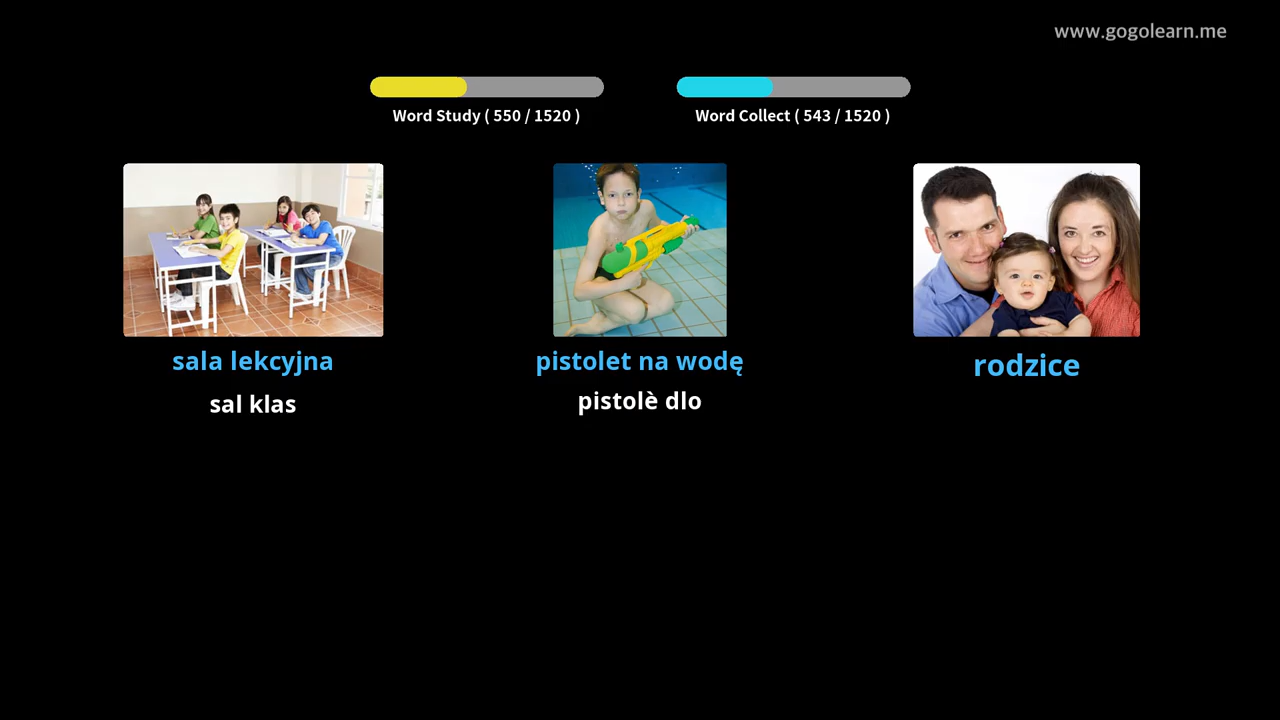 www.gogolearn.me
Word Study ( 550 / 1520 )
Word Collect ( 543 / 1520 )
sala lekcyjna
pistolet na wodę
rodzice
sal klas
pistolè dlo